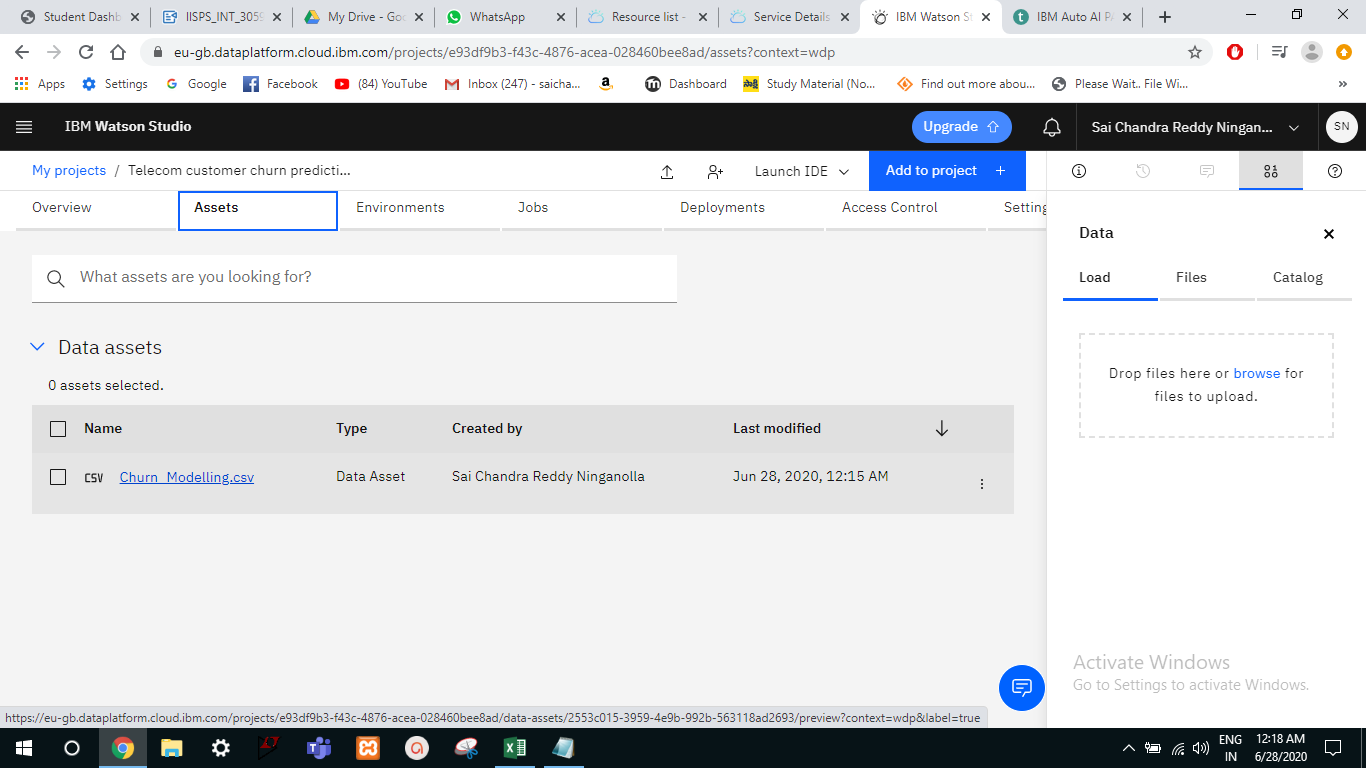 Student Dashb
IISPS_INT_3059
My Drive - Goo
WhatsApp
Resource list -
Service Details
IBM Watson St
IBM Auto AI PA
eu-gb.dataplatform.cloud.ibm.com/projects/e93df9b3-f43c-4876-acea-028460bee8ad/assets?context=wdp
Apps
Settings
Google
Facebook
(84) YouTube
Inbox (247) - saicha...
Dashboard
Study Material (No...
Find out more abou...
Please Wait.. File Wi...
IBM Watson Studio
Upgrade
Sai Chandra Reddy Ningan...
SN
My projects / Telecom customer churn predicti...
Launch IDE
Add to project +
Overview
Assets
Environments
Jobs
Deployments
Access Control
Setting
Data
Load
Files
Catalog
What assets are you looking for?
Data assets
0 assets selected.
Drop files here or browse for
files to upload.
Name Type Created by Last modified
CSV Churn_Modelling.csv Data Asset Sai Chandra Reddy Ninganolla Jun 28, 2020, 12:15 AM
Activate Windows
Go to Settings to activate Windows.
https://eu-gb.dataplatform.cloud.ibm.com/projects/e93df9b3-f43c-4876-acea-028460bee8ad/data-assets/2553c015-3959-4e9b-992b-563118ad2693/preview?context=wdp&label=true
ENG
IN
12:18 AM
6/28/2020